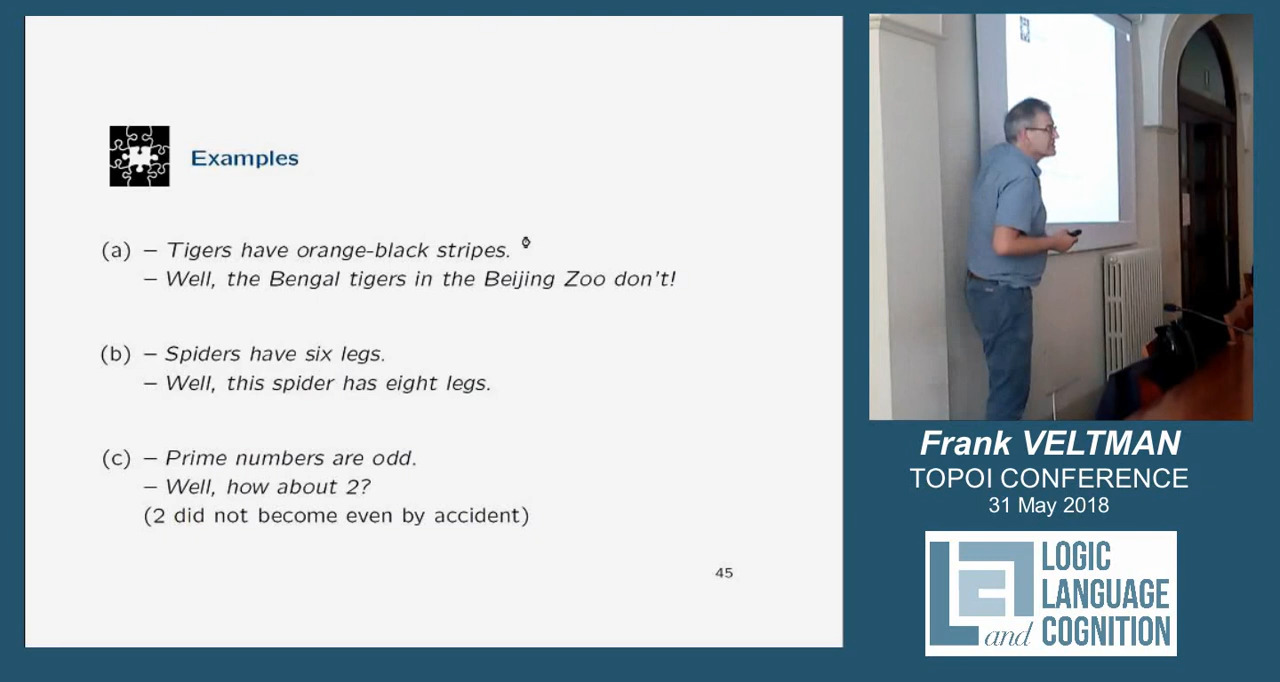 Examples
(a) – Tigers have orange-black stripes.
– Well, the Bengal tigers in the Beijing Zoo don't!
(b) – Spiders have six legs.
– Well, this spider has eight legs.
(c) – Prime numbers are odd.
– Well, how about 2?
(2 did not become even by accident)
45
Frank VELTMAN
TOPOI CONFERENCE
31 May 2018
LOGIC
LANGUAGE
and COGNITION